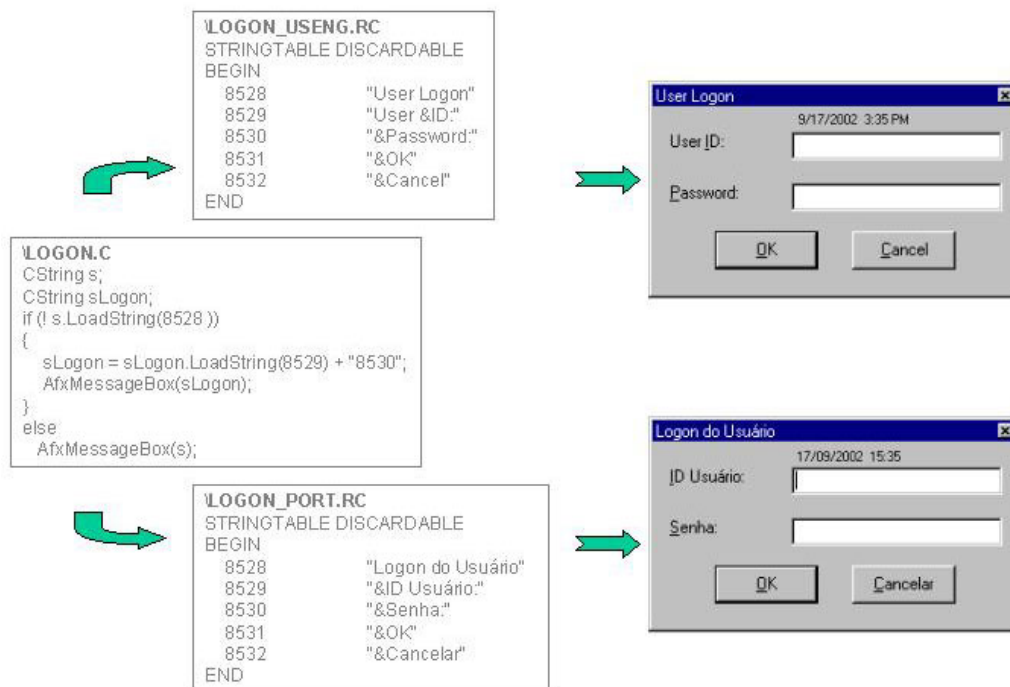 \LOGON_USENG.RC
STRINGTABLE DISCARDABLE
BEGIN
8528 "User Logon"
8529 "User &ID:"
8530 "&Password:"
8531 "&OK"
8532 "&Cancel"
END
User Logon
9/17/2002 3:35 PM
User ID:
Password:
OK Cancel
\LOGON.C
CString s;
CString sLogon;
if (! s.LoadString(8528 ))
{
sLogon = sLogon.LoadString(8529) + "8530";
AfxMessageBox(sLogon);
}
else
AfxMessageBox(s);
Logon do Usuário
17/09/2002 15:35
ID Usuário:
Senha:
OK Cancelar
\LOGON_PORT.RC
STRINGTABLE DISCARDABLE
BEGIN
8528 "Logon do Usuário"
8529 "&ID Usuário:"
8530 "&Senha:"
8531 "&OK"
8532 "&Cancelar"
END